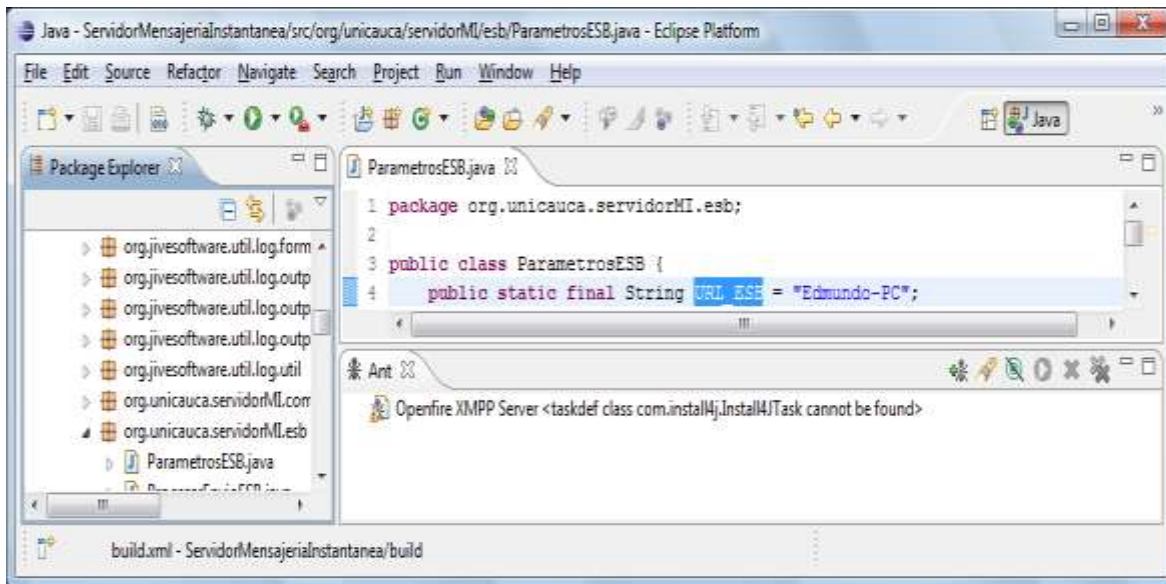 Java - ServidorMensajeriaInstantanea/src/org/unicauca/servidorMI/esb/ParametrosESB.java - Eclipse Platform
File Edit Source Refactor Navigate Search Project Run Window Help
Java
Package Explorer
org.jivesoftware.util.log.form
org.jivesoftware.util.log.outp
org.jivesoftware.util.log.outp
org.jivesoftware.util.log.outp
org.jivesoftware.util.log.util
org.unicauca.servidorMI.com
org.unicauca.servidorMI.esb
ParametrosESB.java
ParametrosESB.java
1 package org.unicauca.servidorMI.esb;
2
3 public class ParametrosESB {
4 public static final String URL_ESB = "Edmundo-PC";
Ant
Openfire XMPP Server <taskdef class com.install4j.Install4JTask cannot be found>
build.xml - ServidorMensajeriaInstantanea/build